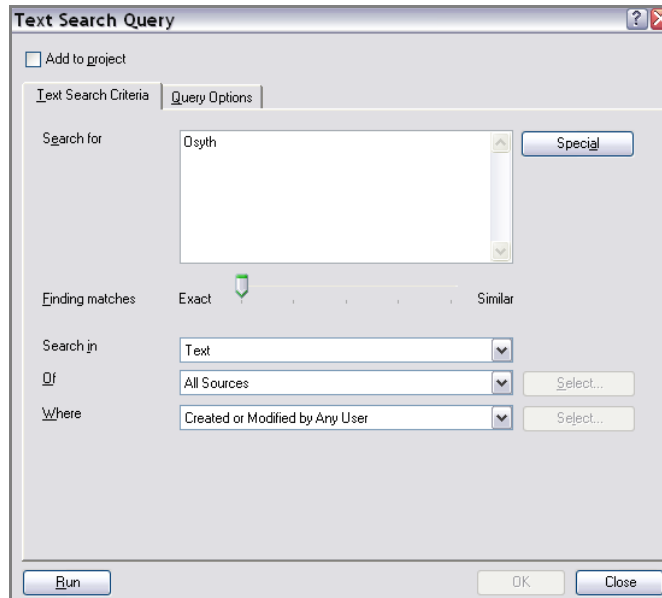 Text Search Query
Add to project
Text Search Criteria Query Options
Search for Osyth Special
Finding matches Exact Similar
Search in Text
Of All Sources Select...
Where Created or Modified by Any User Select...
Run OK Close